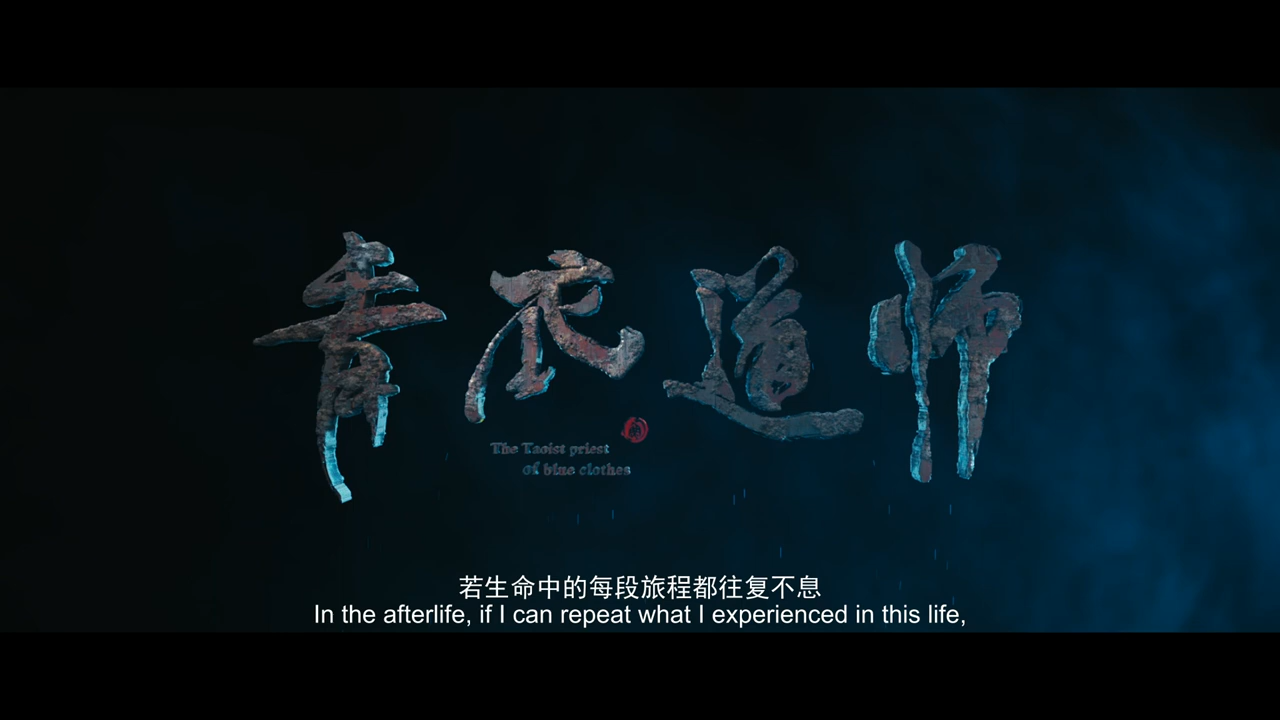 青衣道师
The Taoist priest
of blue clothes
若生命中的每段旅程都往复不息
In the afterlife, if I can repeat what I experienced in this life,